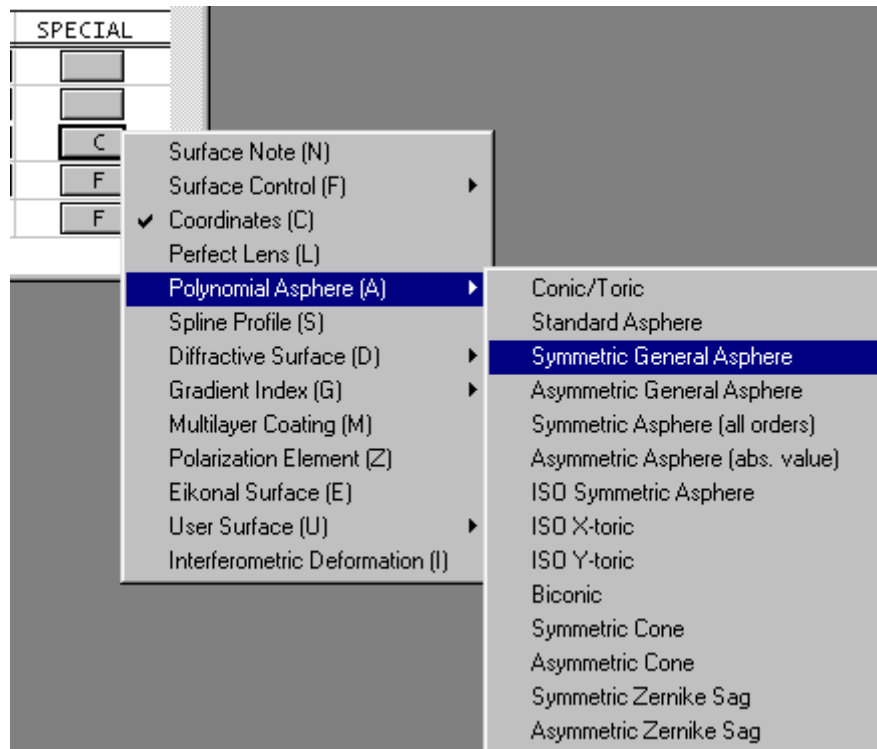 SPECIAL
C
F
F
Surface Note (N)
Surface Control (F)
Coordinates (C)
Perfect Lens (L)
Polynomial Asphere (A)
Spline Profile (S)
Diffractive Surface (D)
Gradient Index (G)
Multilayer Coating (M)
Polarization Element (Z)
Eikonal Surface (E)
User Surface (U)
Interferometric Deformation (I)
Conic/Toric
Standard Asphere
Symmetric General Asphere
Asymmetric General Asphere
Symmetric Asphere (all orders)
Asymmetric Asphere (abs. value)
ISO Symmetric Asphere
ISO X-toric
ISO Y-toric
Biconic
Symmetric Cone
Asymmetric Cone
Symmetric Zernike Sag
Asymmetric Zernike Sag